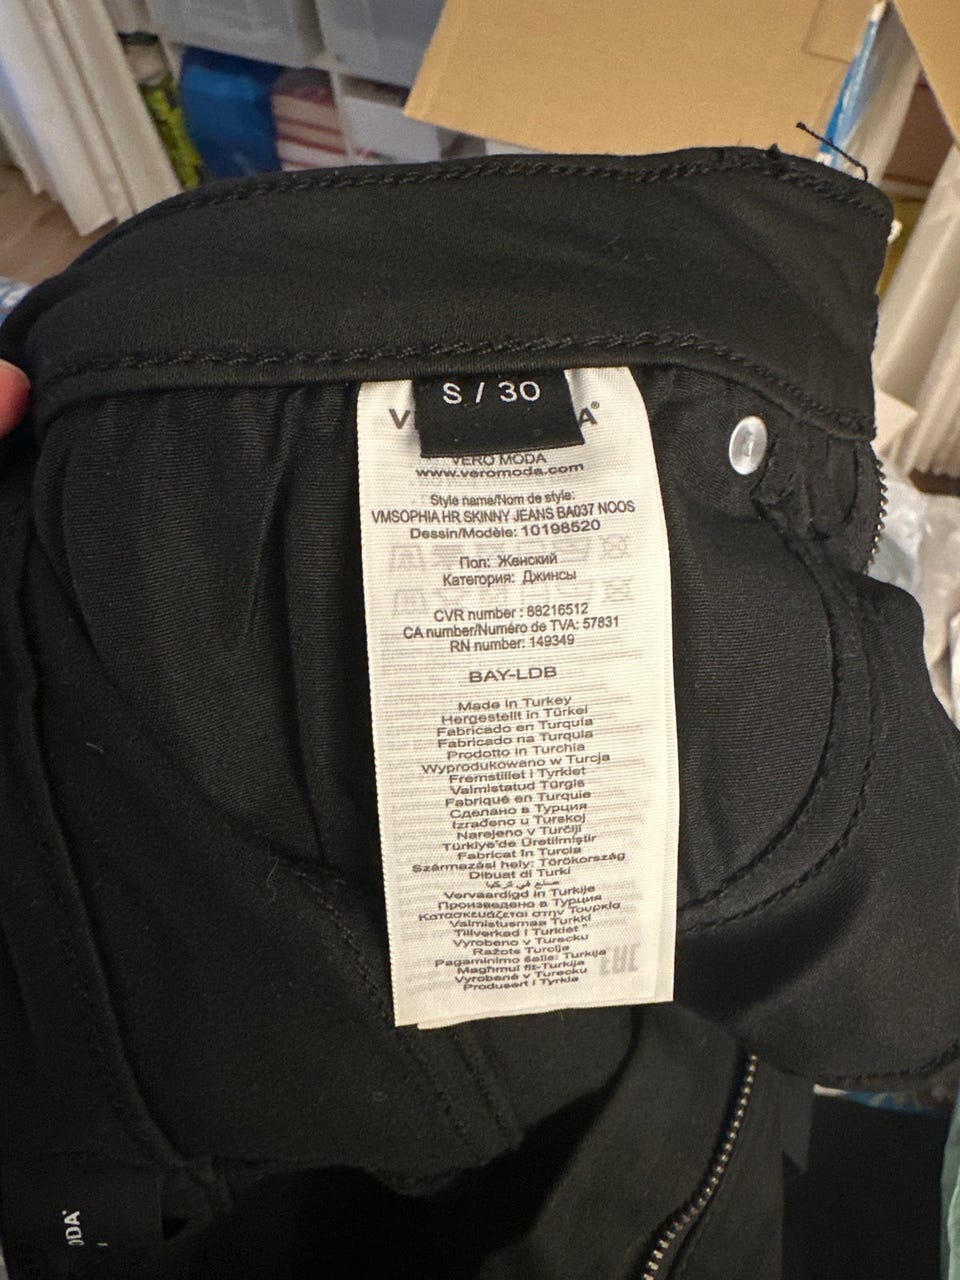 S / 30
V A®
VERO MODA
www.veromoda.com
Style name/Nom de style:
VMSOPHIA HR SKINNY JEANS BA037 NOOS
Dessin/Modèle: 10198520
Пол: Женский
Категория: Джинсы
CVR number : 88216512
CA number/Numéro de TVA: 57831
RN number: 149349
BAY-LDB
Made in Turkey
Hergestellt in Türkei
Fabricado en Turquía
Fabricado na Turquia
Prodotto in Turchia
Wyprodukowano w Turcja
Fremstillet i Tyrkiet
Valmistatud Türgis
Fabriqué en Turquie
Сделано в Турция
Izrađeno u Turskoj
Narejeno v Turčiji
Türkiye'de Üretilmiştir
Fabricat în Turcia
Származási hely: Törökország
Dibuat di Turki
صنع في تركيا
Vervaardigd in Turkije
Произведено в Турция
Κατασκευάζεται στην Τουρκία
Valmistusmaa Turkki
Tillverkad i Turkiet"
Vyrobeno v Turecku
Ražots Turcija
Pagaminimo šalis: Turkija
Magħmul fit-Turkija
Vyrobené v Turecku
Produsert i Tyrkia
ODA®